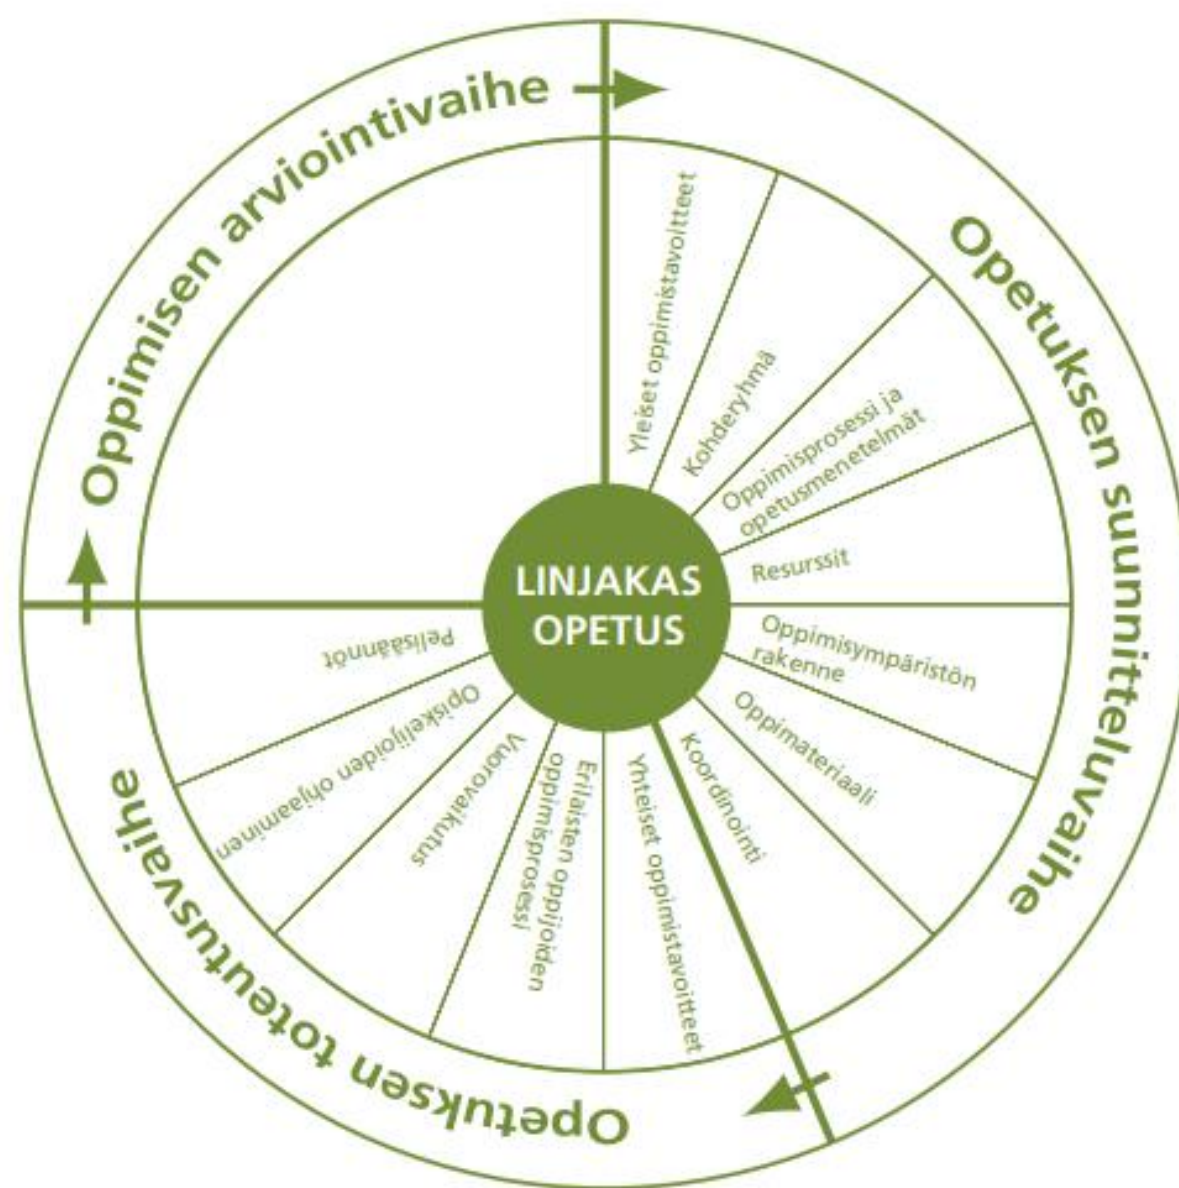 Oppimisen arviointivaihe
Opetuksen suunnitteluvaihe
Opetuksen toteutusvaihe
LINJAKAS
OPETUS
Yleiset oppimistavoitteet
Kohderyhmä
Oppimisprosessi ja
opetusmenetelmät
Resurssit
Oppimisympäristön
rakenne
Oppimateriaali
Koordinointi
Yhteiset oppimistavoitteet
Erilaisten oppijoiden
oppimisprosessi
Vuorovaikutus
Opiskelijoiden ohjaaminen
Pelisäännöt